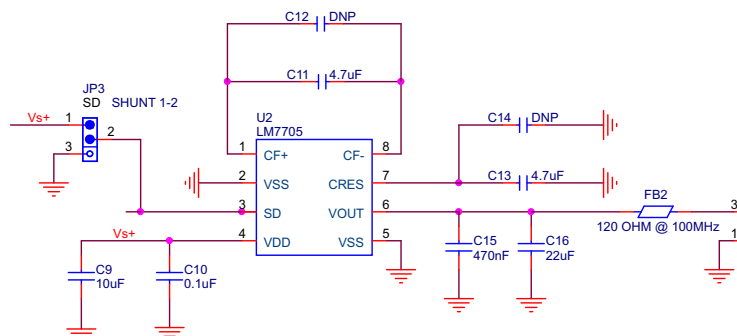 C12 DNP
C11 4.7uF
JP3
SD SHUNT 1-2
Vs+ 1
2
3
U2
LM7705
1 CF+ CF- 8
2 VSS CRES 7
3 SD VOUT 6
4 VDD VSS 5
C14 DNP
C13 4.7uF
FB2
120 OHM @ 100MHz
3
1
Vs+
C9
10uF
C10
0.1uF
C15
470nF
C16
22uF